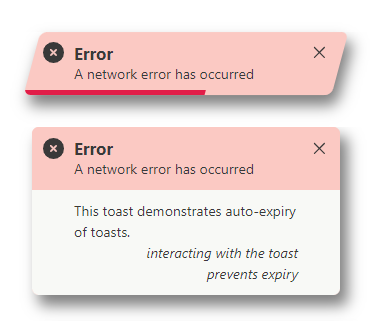 Error
A network error has occurred
Error
A network error has occurred
This toast demonstrates auto-expiry
of toasts.
interacting with the toast
prevents expiry